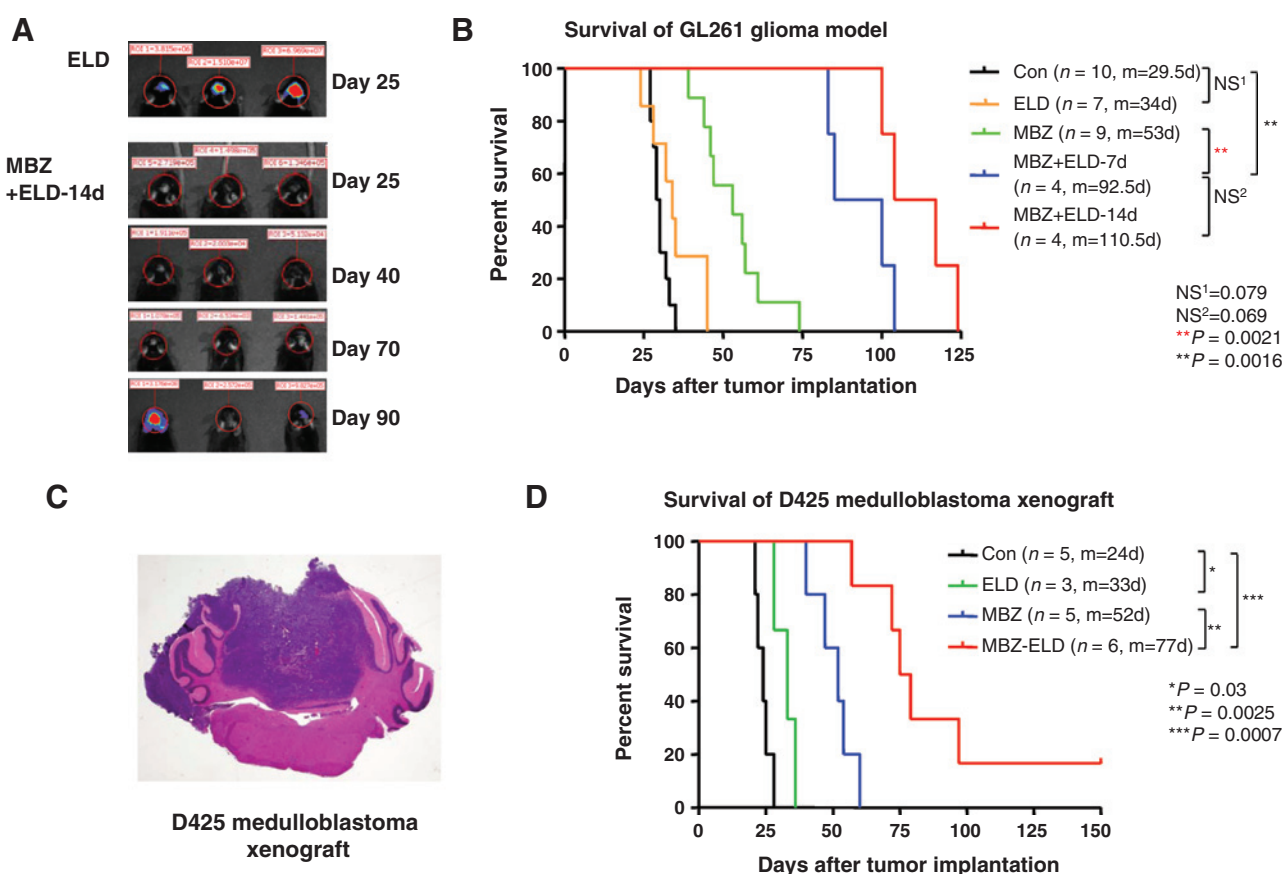 A
ELD
Day 25
MBZ
+ELD-14d
Day 25
Day 40
Day 70
Day 90
B
Survival of GL261 glioma model
Percent survival
100
80
60
40
20
0
0 25 50 75 100 125
Days after tumor implantation
Con (n = 10, m=29.5d)
ELD (n = 7, m=34d)
MBZ (n = 9, m=53d)
MBZ+ELD-7d
(n = 4, m=92.5d)
MBZ+ELD-14d
(n = 4, m=110.5d)
NS1
**
**
NS2
NS1=0.079
NS2=0.069
**P = 0.0021
**P = 0.0016
C
D425 medulloblastoma
xenograft
D
Survival of D425 medulloblastoma xenograft
Percent survival
100
80
60
40
20
0
0 25 50 75 100 125 150
Days after tumor implantation
Con (n = 5, m=24d)
ELD (n = 3, m=33d)
MBZ (n = 5, m=52d)
MBZ-ELD (n = 6, m=77d)
*
**
***
*P = 0.03
**P = 0.0025
***P = 0.0007